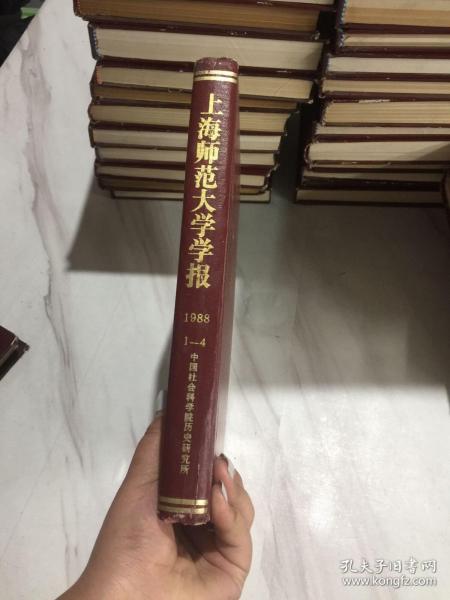 上海师范大学学报
1988
1—4
中国社会科学院历史研究所
孔夫子旧书网
www.kongfz.com